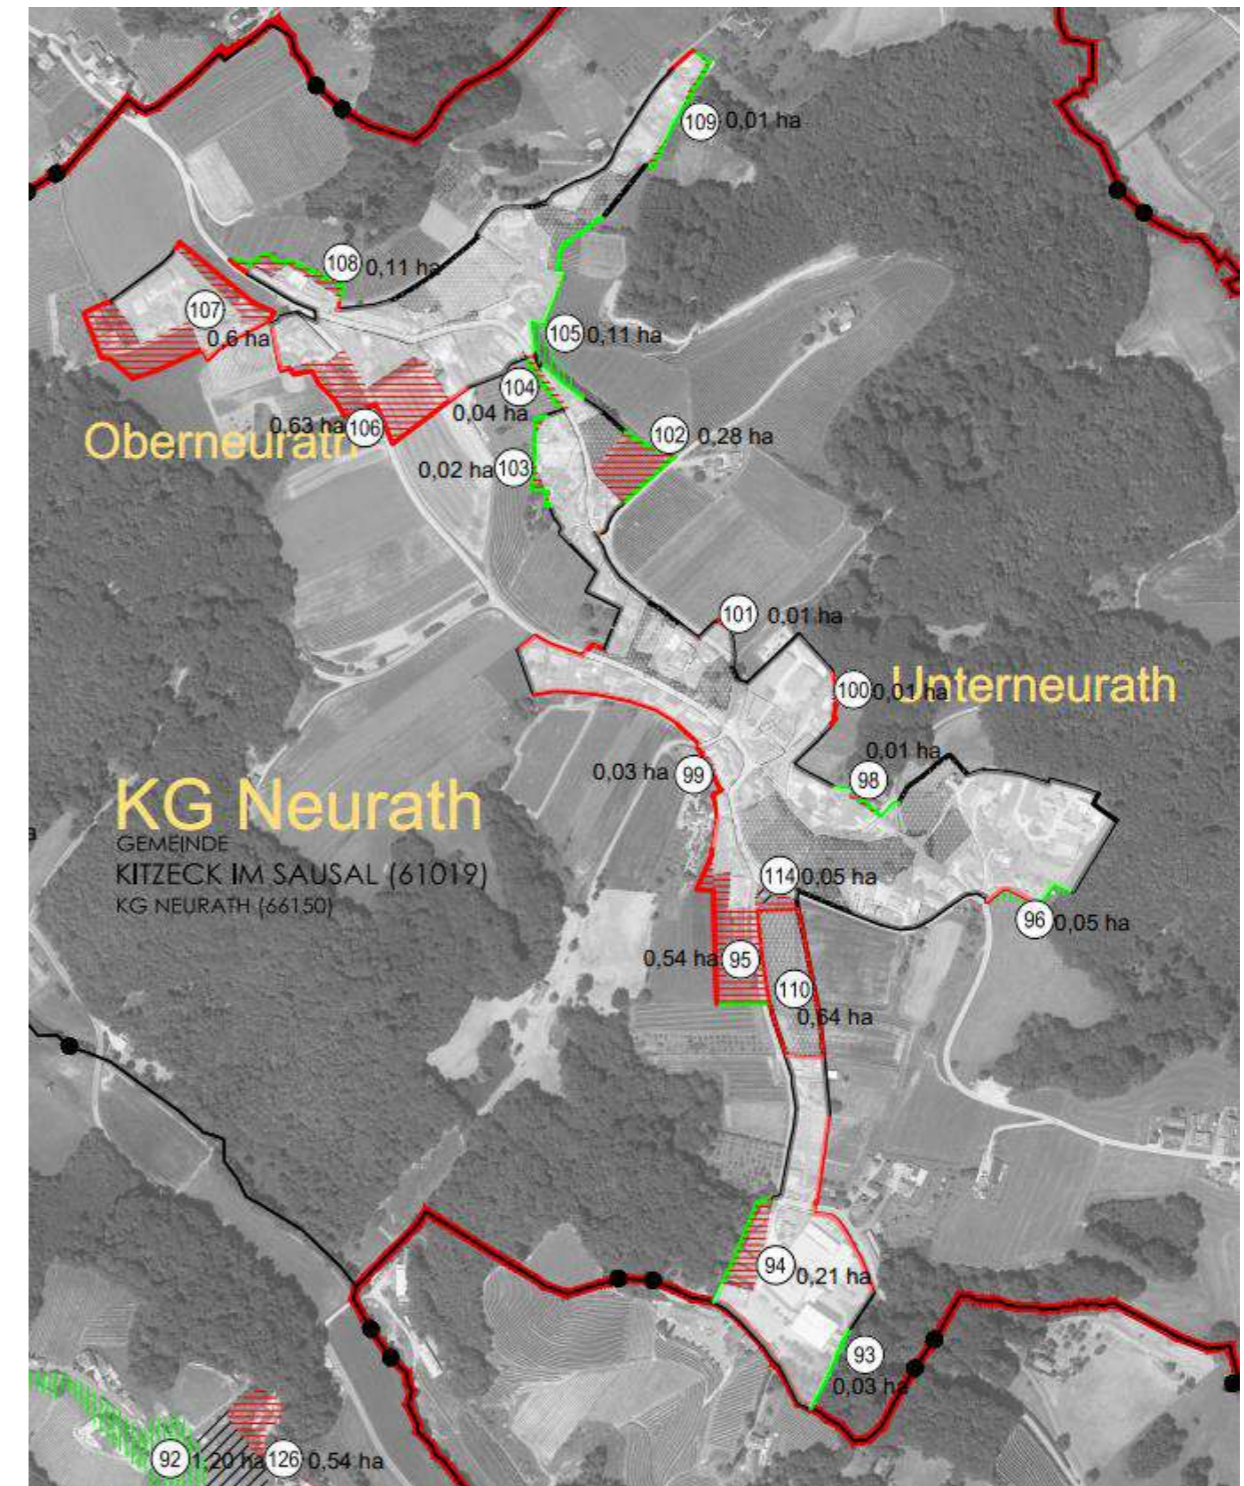 109 0,01 ha
108 0,11 ha
107
0,6 ha
105 0,11 ha
104
0,04 ha
0,63 ha 106
Oberneurath
102 0,28 ha
0,02 ha 103
101 0,01 ha
Unterneurath
100 0,01 ha
0,01 ha
98
0,03 ha 99
KG Neurath
GEMEINDE
KITZECK IM SAUSAL (61019)
KG NEURATH (66150)
114 0,05 ha
96 0,05 ha
0,54 ha 95
110
0,64 ha
94 0,21 ha
93
0,03 ha
92 1,20 ha 126 0,54 ha